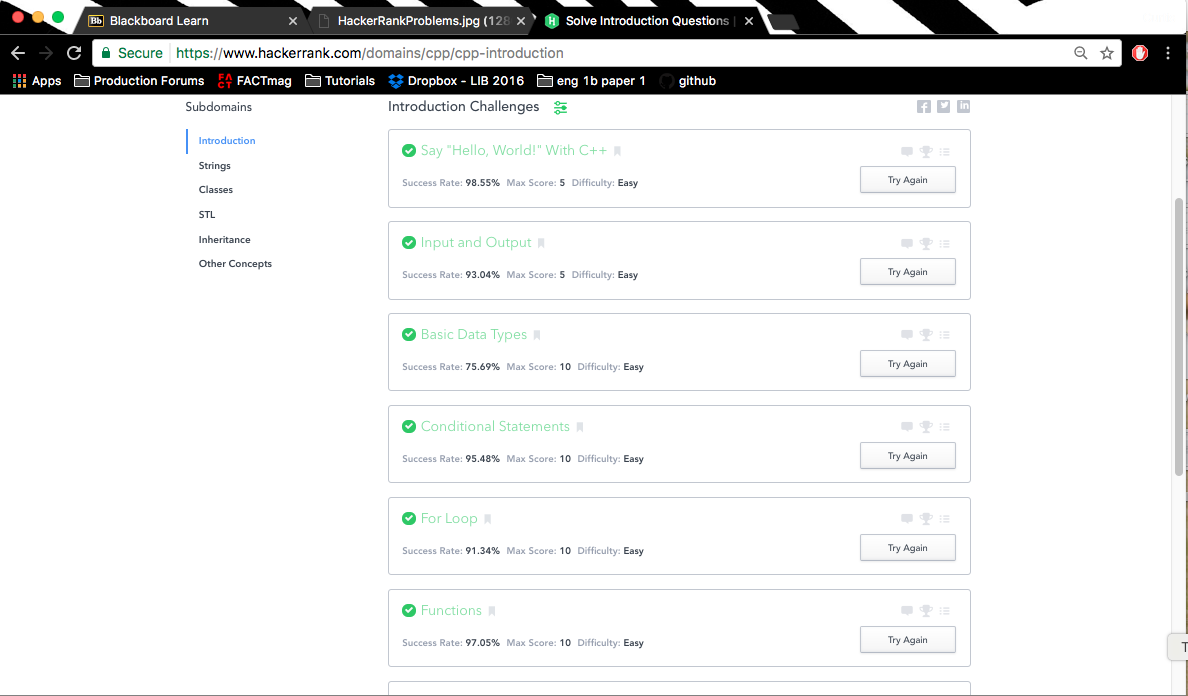 Bb Blackboard Learn
HackerRankProblems.jpg (128
H Solve Introduction Questions
Secure https://www.hackerrank.com/domains/cpp/cpp-introduction
Apps Production Forums FACT FACTmag Tutorials Dropbox - LIB 2016 eng 1b paper 1 github
Subdomains
Introduction
Strings
Classes
STL
Inheritance
Other Concepts
Introduction Challenges
Say "Hello, World!" With C++
Success Rate: 98.55% Max Score: 5 Difficulty: Easy
Try Again
Input and Output
Success Rate: 93.04% Max Score: 5 Difficulty: Easy
Try Again
Basic Data Types
Success Rate: 75.69% Max Score: 10 Difficulty: Easy
Try Again
Conditional Statements
Success Rate: 95.48% Max Score: 10 Difficulty: Easy
Try Again
For Loop
Success Rate: 91.34% Max Score: 10 Difficulty: Easy
Try Again
Functions
Success Rate: 97.05% Max Score: 10 Difficulty: Easy
Try Again
T